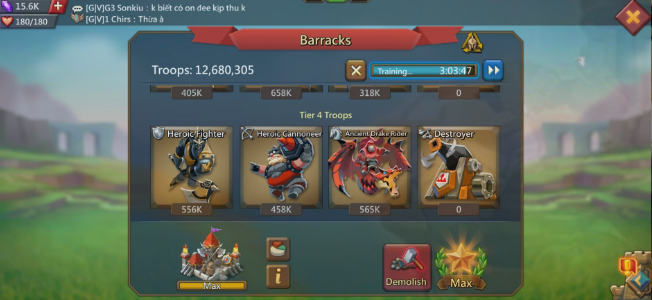 15.6K
[G][V]G3 Sonkiu : k biết có on đee kịp thu k
180/180
[G][V]1 Chirs : Thừa à
Barracks
Troops: 12,680,305
Training... 3:03:47
405K 658K 318K 0
Tier 4 Troops
Heroic Fighter Heroic Cannoneer Ancient Drake Rider Destroyer
556K 458K 565K 0
Demolish
Max Max